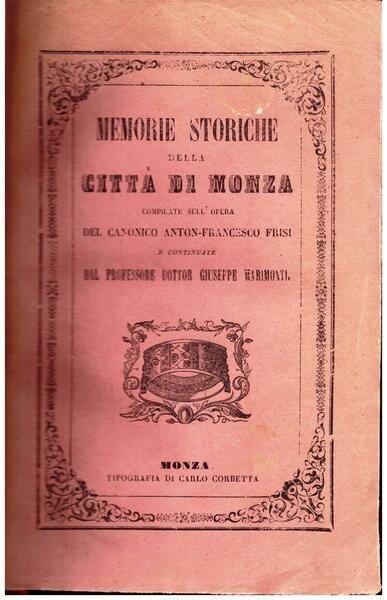 MEMORIE STORICHE
DELLA
CITTÀ DI MONZA
COMPILATE SULL' OPERA
DEL CANONICO ANTON-FRANCESCO FRISI
E CONTINUATE
DAL PROFESSORE DOTTOR GIUSEPPE MARIMONTI.
MONZA
TIPOGRAFIA DI CARLO CORBETTA